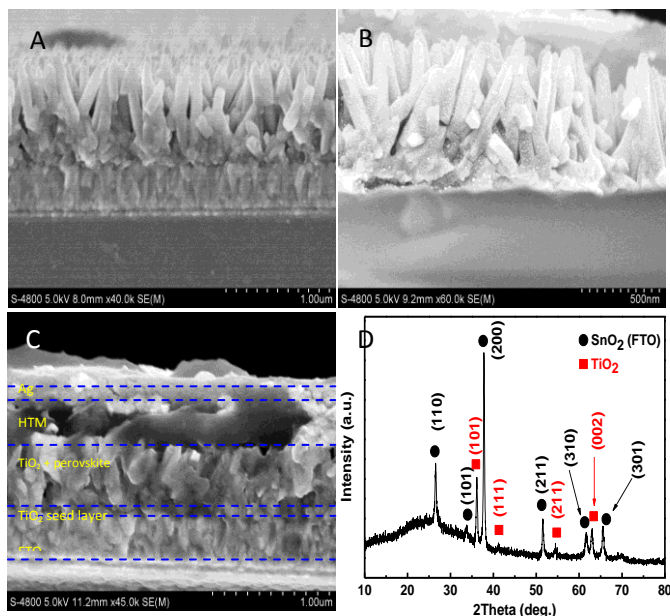 A
S-4800 5.0kV 8.0mm x40.0k SE(M)
1.00um
B
S-4800 5.0kV 9.2mm x60.0k SE(M)
500nm
C
Ag
HTM
TiO₂ + perovskite
TiO₂ seed layer
FTO
S-4800 5.0kV 11.2mm x45.0k SE(M)
1.00um
D
SnO₂ (FTO)
TiO₂
(110)
(101)
(101)
(200)
(111)
(211)
(211)
(310)
(002)
(301)
Intensity (a.u.)
10 20 30 40 50 60 70 80
2Theta (deg.)